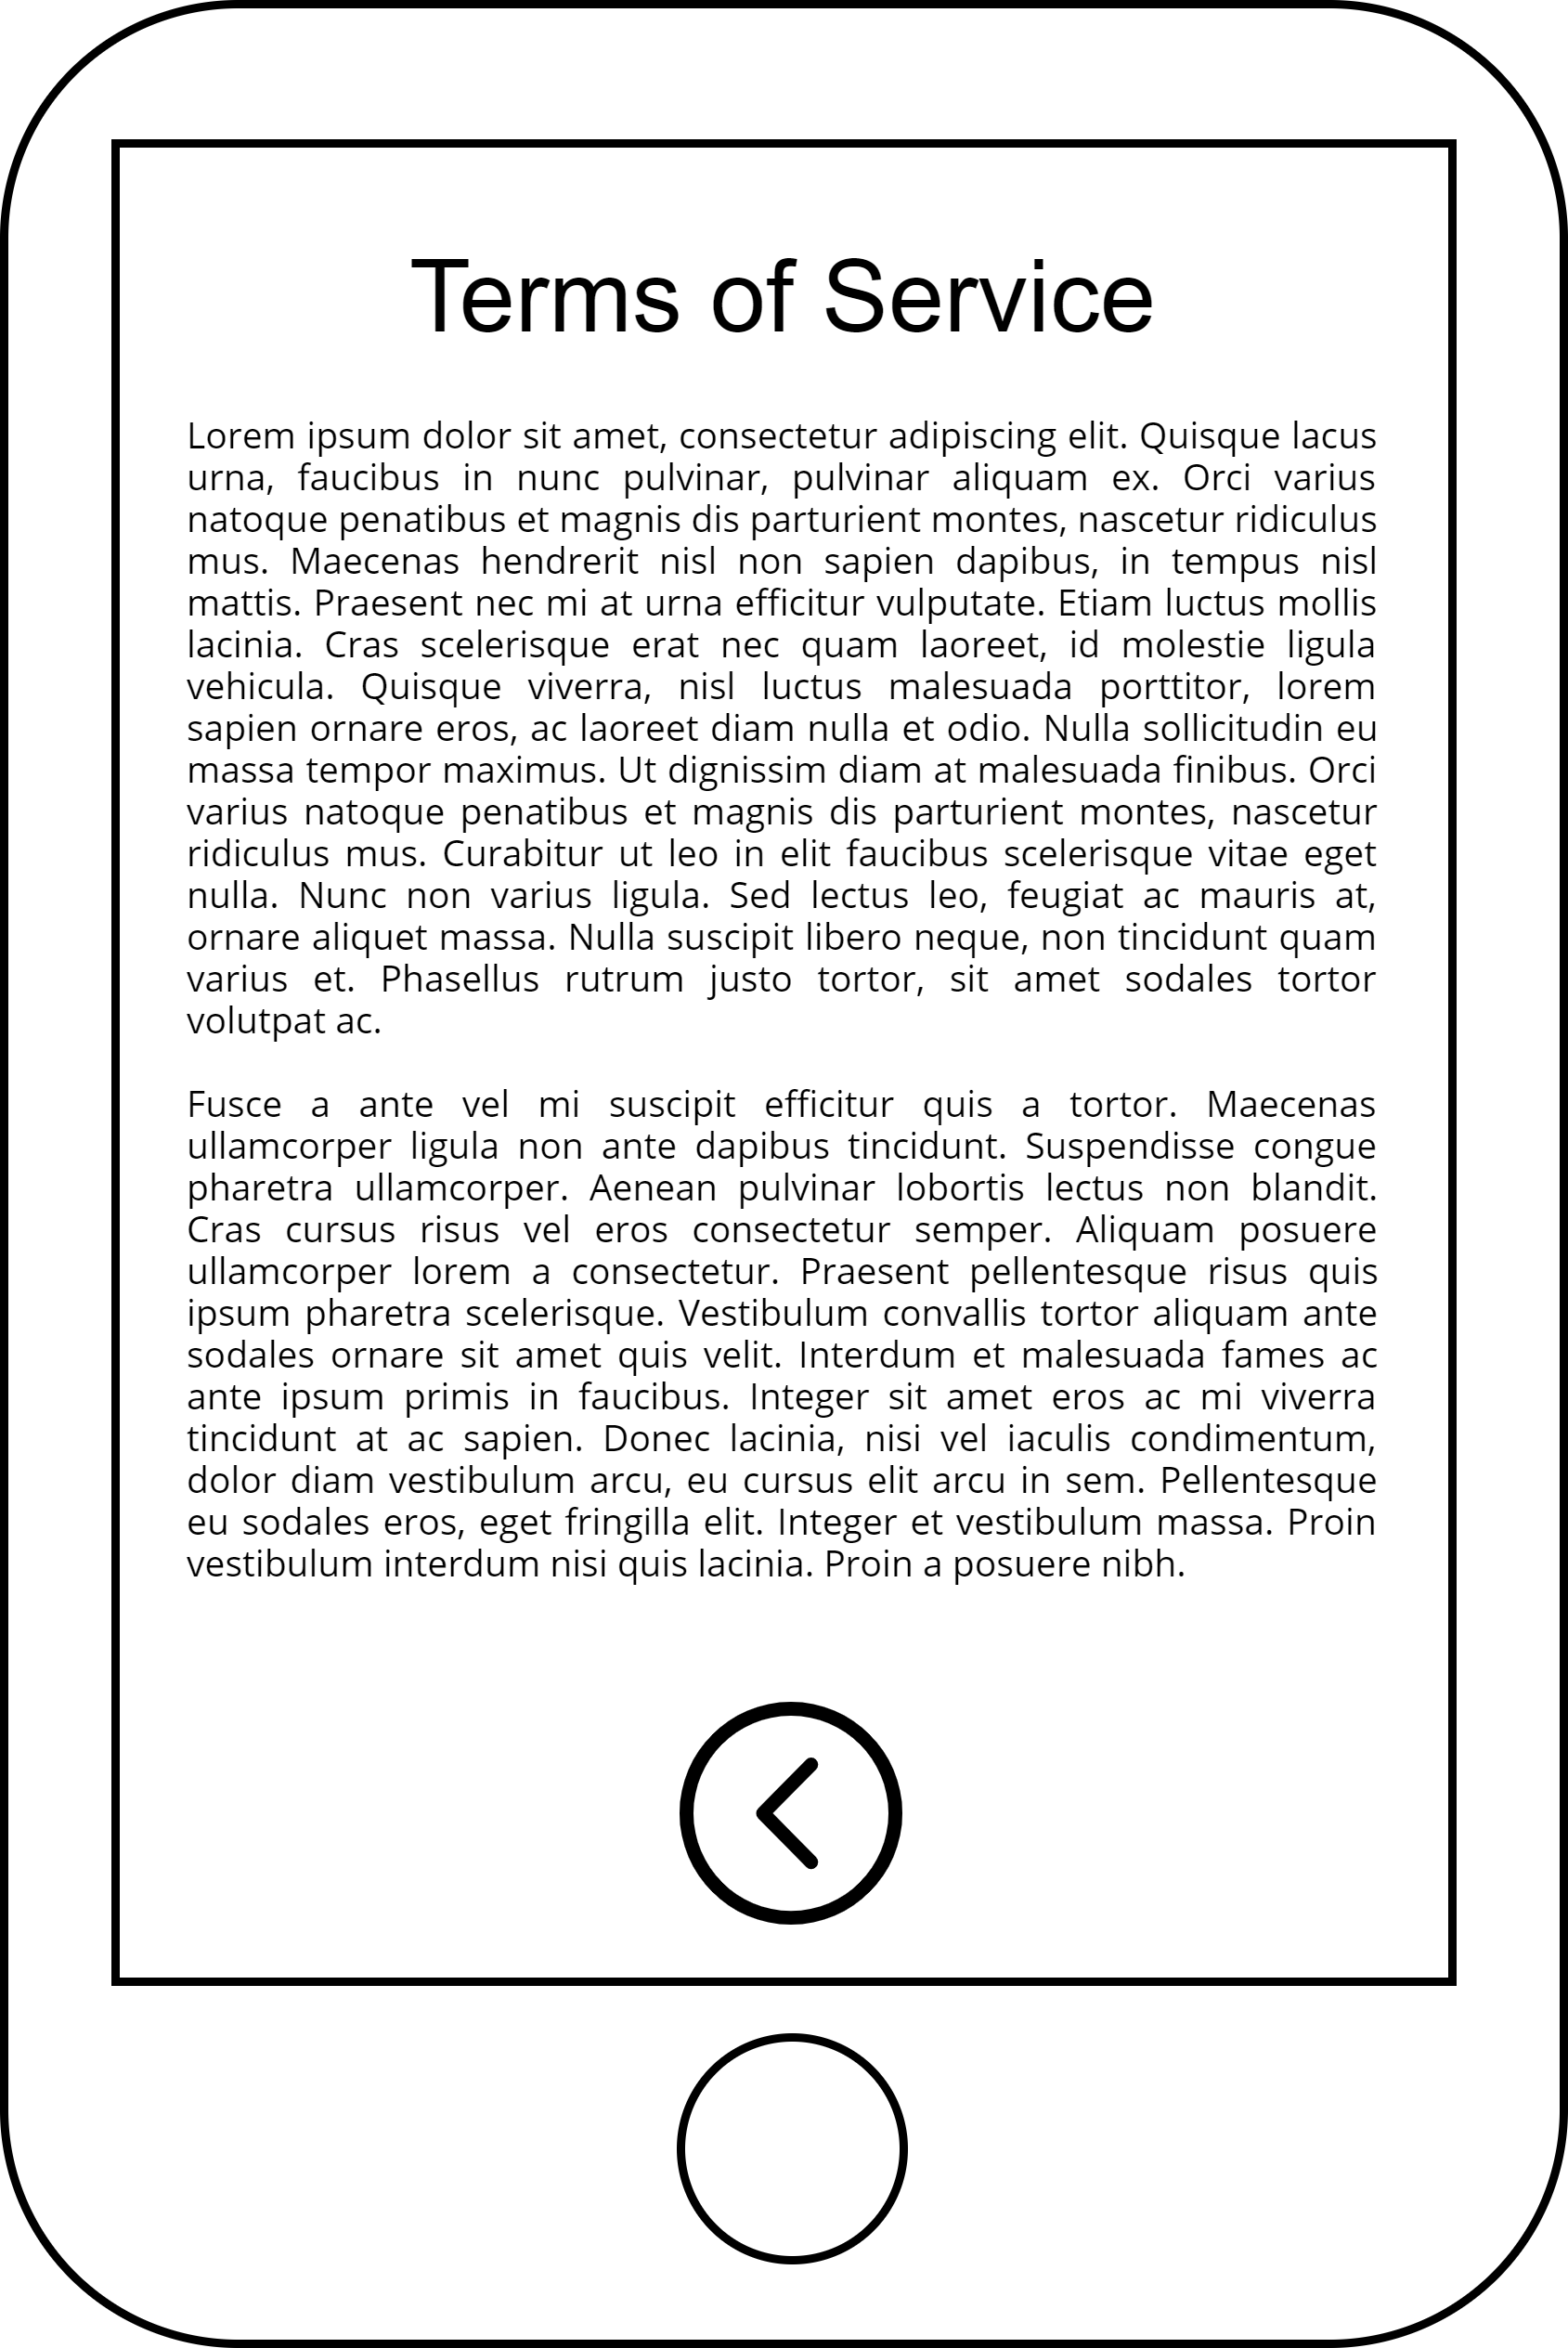 Terms of Service
Lorem ipsum dolor sit amet, consectetur adipiscing elit. Quisque lacus
urna, faucibus in nunc pulvinar, pulvinar aliquam ex. Orci varius
natoque penatibus et magnis dis parturient montes, nascetur ridiculus
mus. Maecenas hendrerit nisl non sapien dapibus, in tempus nisl
mattis. Praesent nec mi at urna efficitur vulputate. Etiam luctus mollis
lacinia. Cras scelerisque erat nec quam laoreet, id molestie ligula
vehicula. Quisque viverra, nisl luctus malesuada porttitor, lorem
sapien ornare eros, ac laoreet diam nulla et odio. Nulla sollicitudin eu
massa tempor maximus. Ut dignissim diam at malesuada finibus. Orci
varius natoque penatibus et magnis dis parturient montes, nascetur
ridiculus mus. Curabitur ut leo in elit faucibus scelerisque vitae eget
nulla. Nunc non varius ligula. Sed lectus leo, feugiat ac mauris at,
ornare aliquet massa. Nulla suscipit libero neque, non tincidunt quam
varius et. Phasellus rutrum justo tortor, sit amet sodales tortor
volutpat ac.
Fusce a ante vel mi suscipit efficitur quis a tortor. Maecenas
ullamcorper ligula non ante dapibus tincidunt. Suspendisse congue
pharetra ullamcorper. Aenean pulvinar lobortis lectus non blandit.
Cras cursus risus vel eros consectetur semper. Aliquam posuere
ullamcorper lorem a consectetur. Praesent pellentesque risus quis
ipsum pharetra scelerisque. Vestibulum convallis tortor aliquam ante
sodales ornare sit amet quis velit. Interdum et malesuada fames ac
ante ipsum primis in faucibus. Integer sit amet eros ac mi viverra
tincidunt at ac sapien. Donec lacinia, nisi vel iaculis condimentum,
dolor diam vestibulum arcu, eu cursus elit arcu in sem. Pellentesque
eu sodales eros, eget fringilla elit. Integer et vestibulum massa. Proin
vestibulum interdum nisi quis lacinia. Proin a posuere nibh.